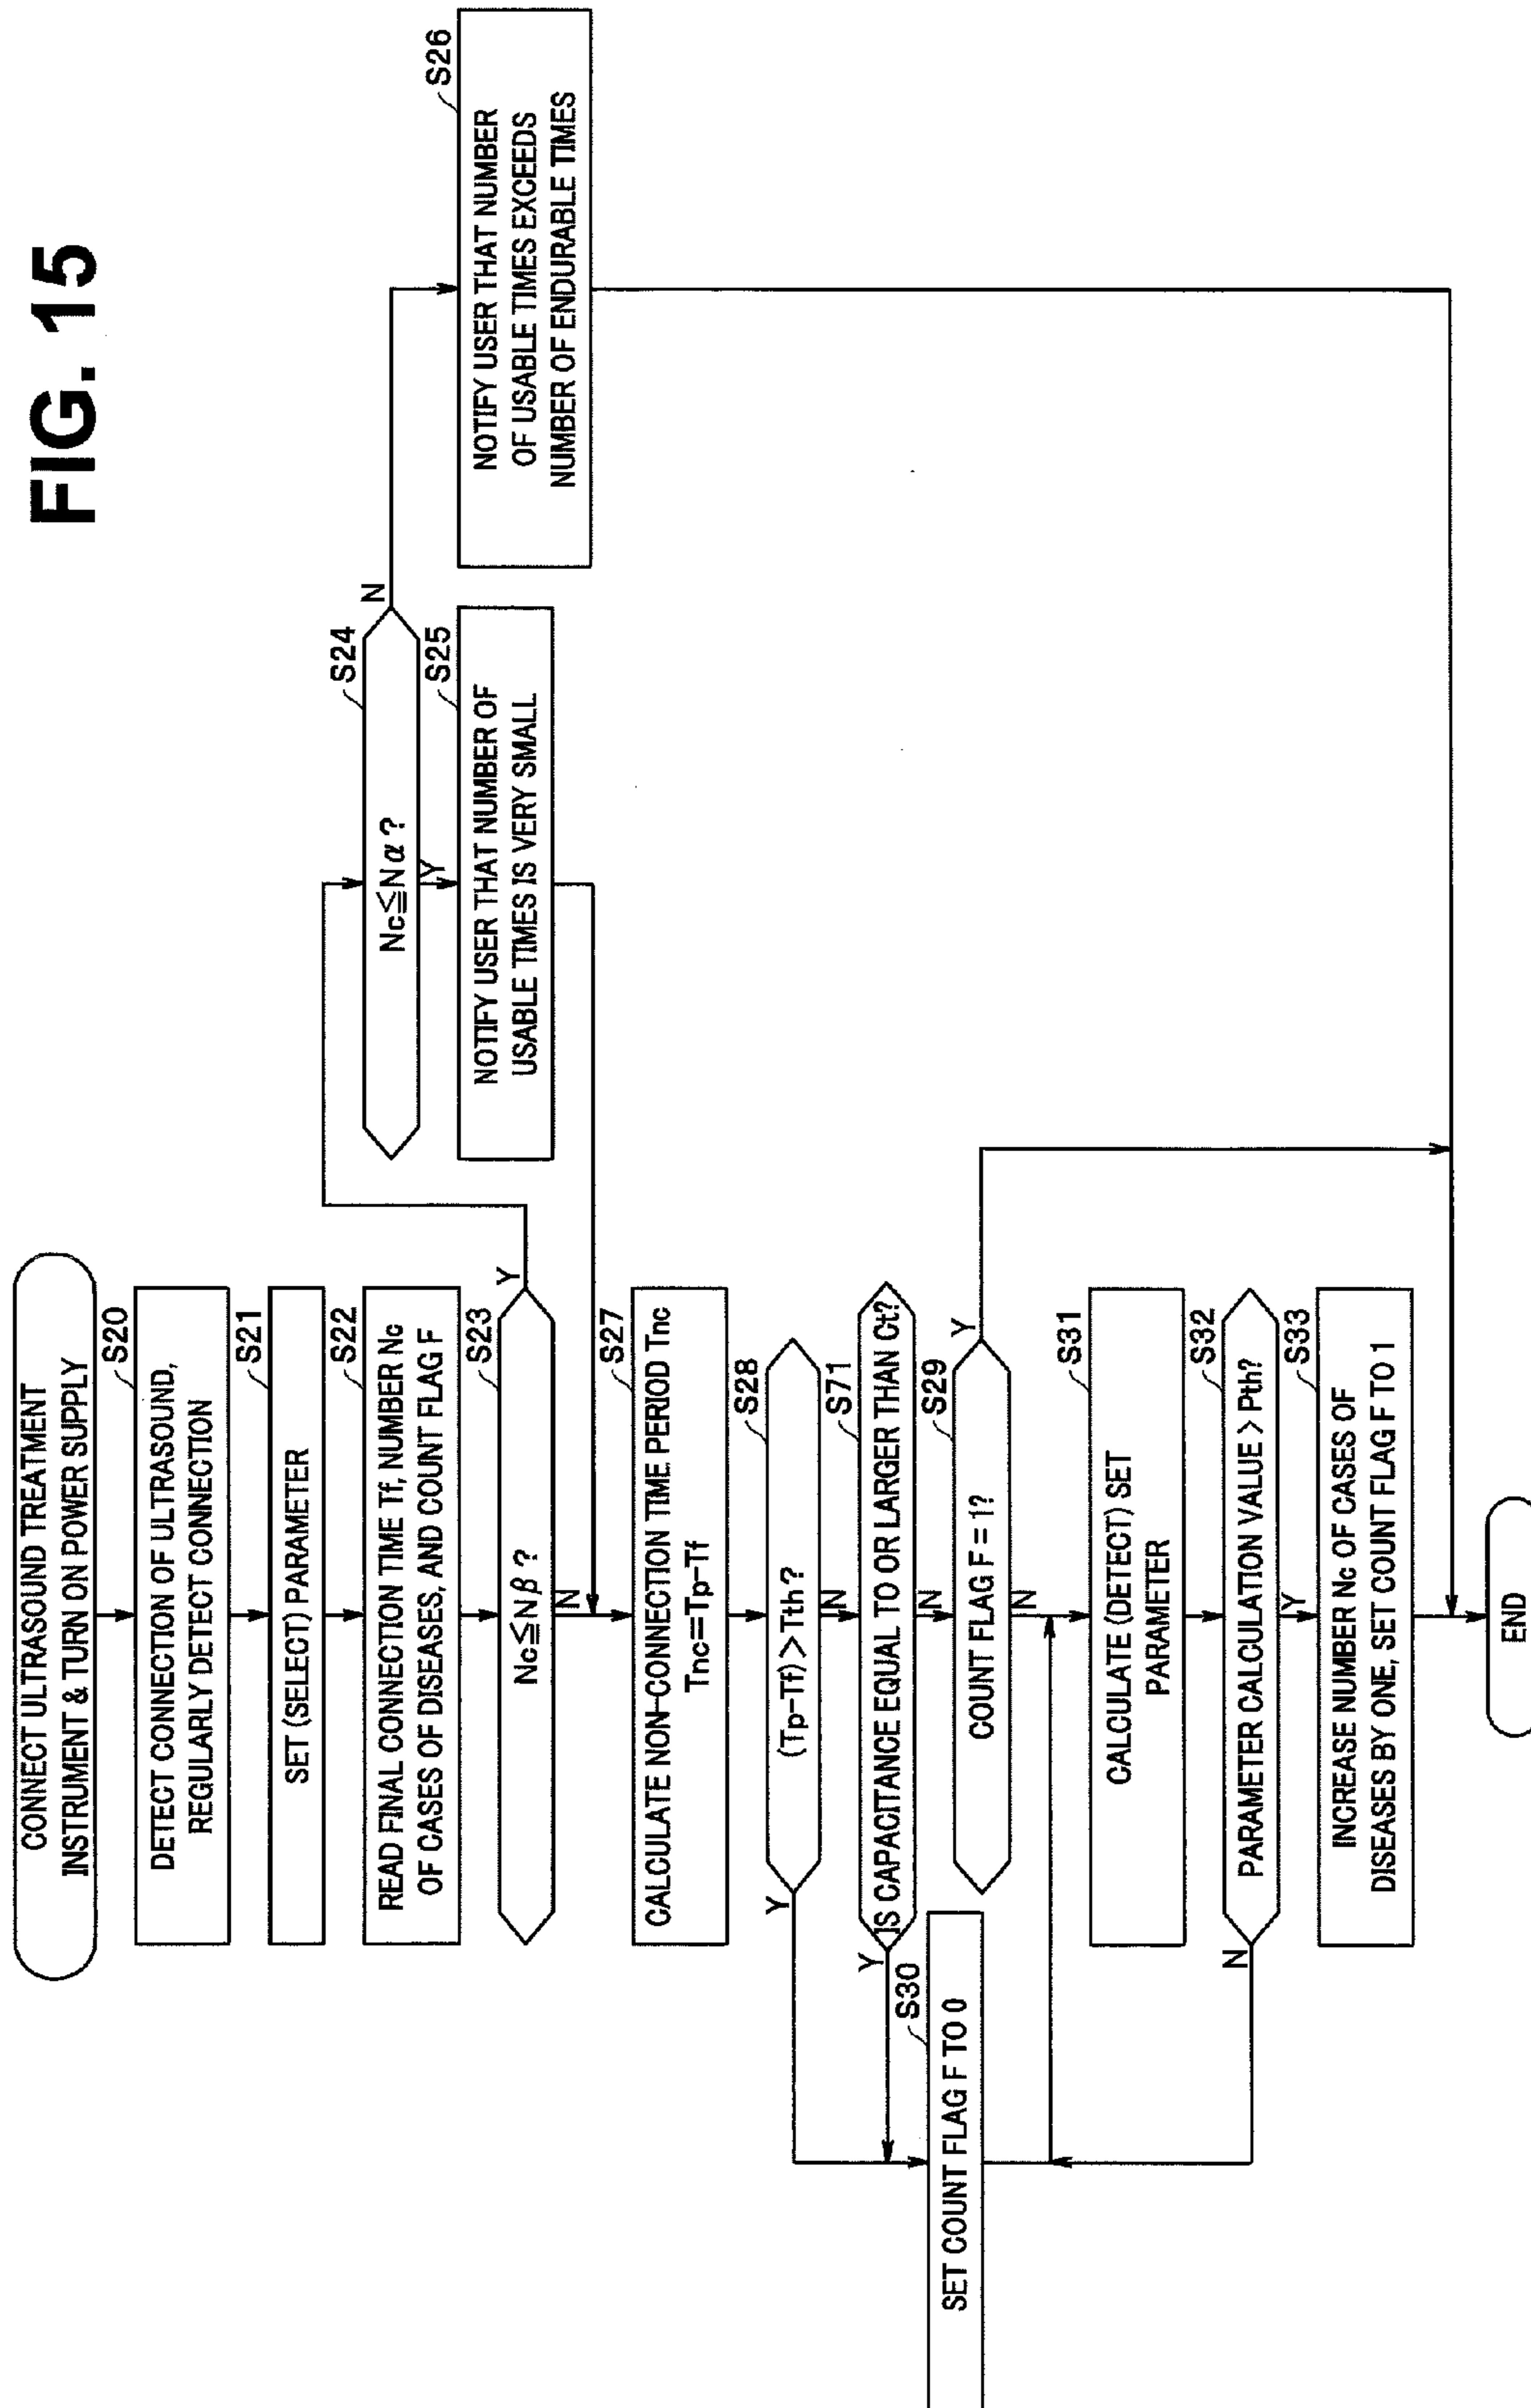 FIG. 15
CONNECT ULTRASOUND TREATMENT
INSTRUMENT & TURN ON POWER SUPPLY
S20
DETECT CONNECTION OF ULTRASOUND,
REGULARLY DETECT CONNECTION
S21
SET (SELECT) PARAMETER
S22
READ FINAL CONNECTION TIME Tf, NUMBER Nc
OF CASES OF DISEASES, AND COUNT FLAG F
S23
Nc≦Nβ?
Y
N
S24
Nc≦Nα?
N
Y
S25
NOTIFY USER THAT NUMBER OF
USABLE TIMES IS VERY SMALL
S26
NOTIFY USER THAT NUMBER
OF USABLE TIMES EXCEEDS
NUMBER OF ENDURABLE TIMES
S27
CALCULATE NON-CONNECTION TIME PERIOD Tnc
Tnc=Tp-Tf
S28
(Tp-Tf)>Tth?
Y
N
S71
IS CAPACITANCE EQUAL TO OR LARGER THAN Ct?
Y
N
S29
COUNT FLAG F=1?
Y
N
S30
SET COUNT FLAG F TO 0
S31
CALCULATE (DETECT) SET
PARAMETER
S32
PARAMETER CALCULATION VALUE>Pth?
N
Y
S33
INCREASE NUMBER Nc OF CASES OF
DISEASES BY ONE, SET COUNT FLAG F TO 1
END